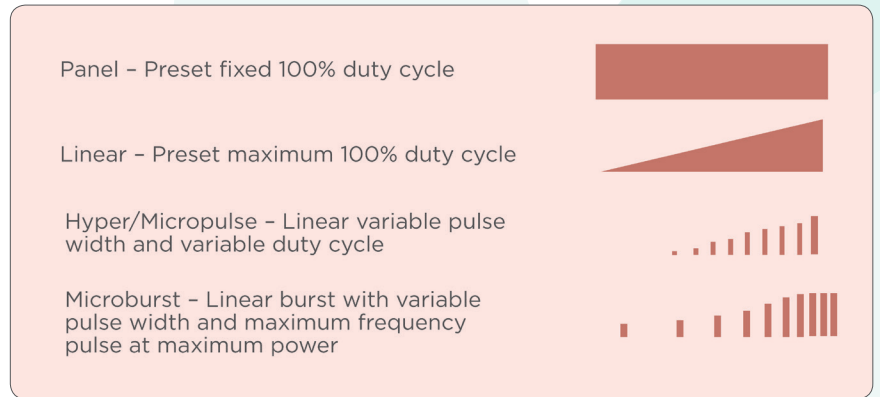 Panel – Preset fixed 100% duty cycle
Linear – Preset maximum 100% duty cycle
Hyper/Micropulse – Linear variable pulse
width and variable duty cycle
Microburst – Linear burst with variable
pulse width and maximum frequency
pulse at maximum power